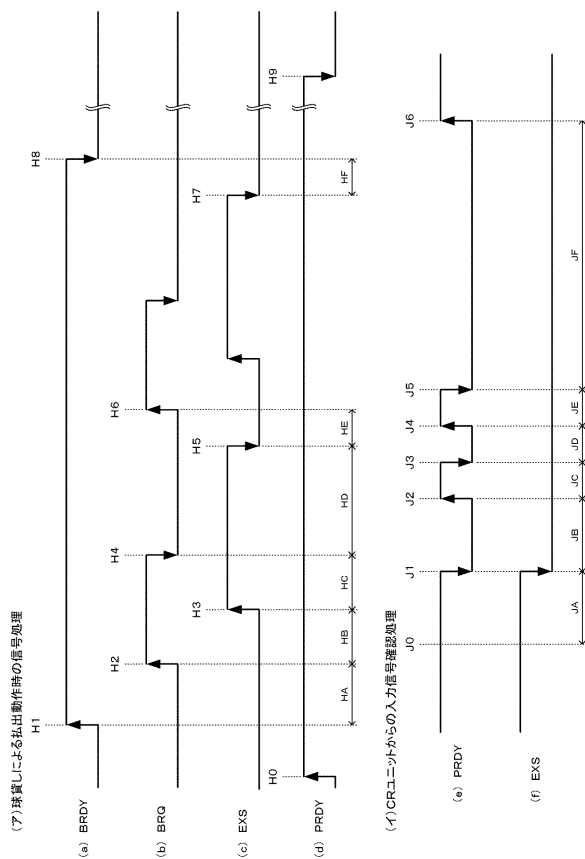 (ア)球貸しによる払出動作時の信号処理
H1
H8
(a) BRDY
H2
H4
H6
(b) BRQ
HA
HB
HC
HD
HE
HF
H3
H5
H7
(c) EXS
H0
H9
(d) PRDY
(イ)CRユニットからの入力信号確認処理
J0
J1
J2
J3
J4
J5
J6
(e) PRDY
(f) EXS
JA
JB
JC
JD
JE
JF